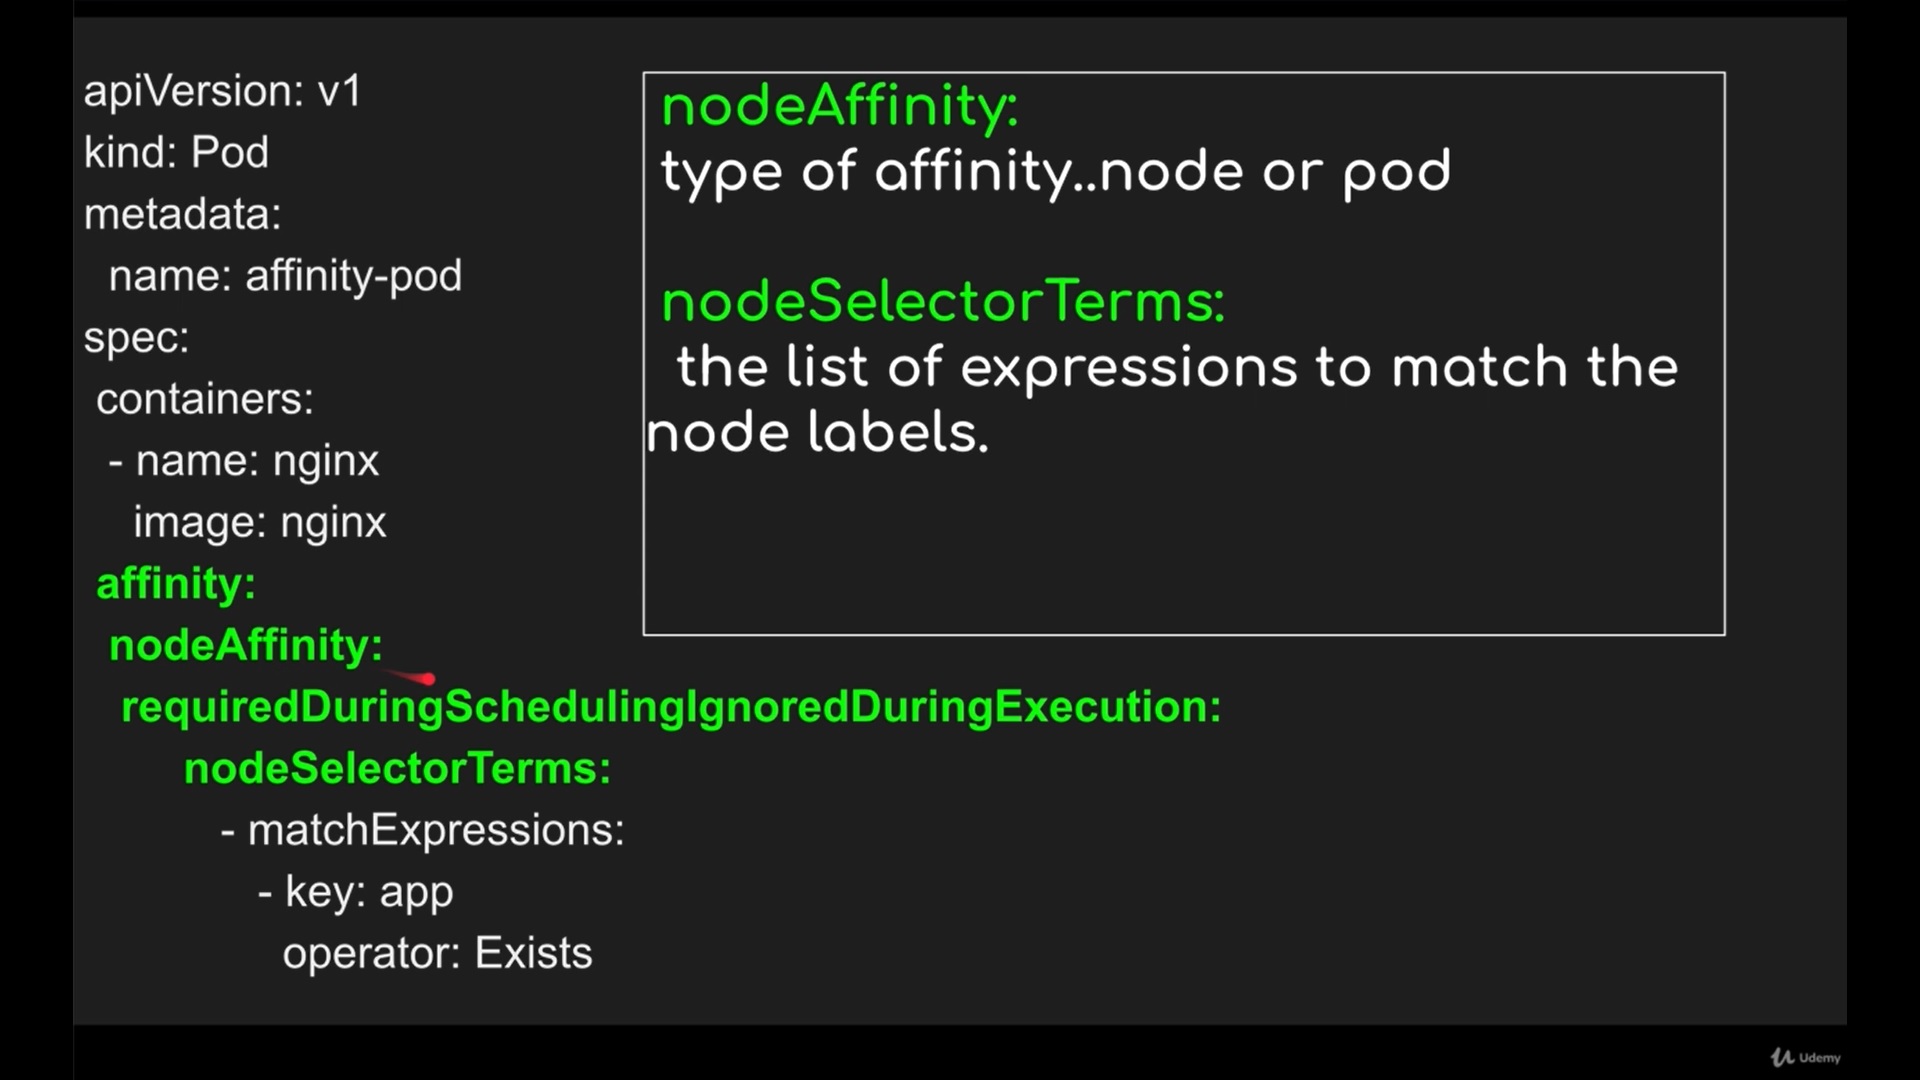 apiVersion: v1
kind: Pod
metadata:
name: affinity-pod
spec:
containers:
- name: nginx
image: nginx
affinity:
nodeAffinity:
requiredDuringSchedulingIgnoredDuringExecution:
nodeSelectorTerms:
- matchExpressions:
- key: app
operator: Exists
nodeAffinity:
type of affinity..node or pod
nodeSelectorTerms:
the list of expressions to match the
node labels.
Udemy